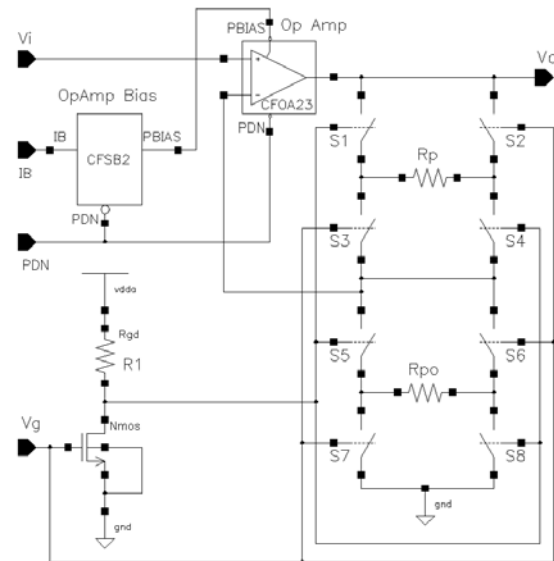 Vi
PBIAS
Op Amp
Vo
OpAmp Bias
+
-
CFOA23
IB
PBIAS
PDN
S1
S2
IB
CFSB2
Rp
PDN
PDN
S3
S4
vdda
Rgd
R1
S5
S6
Rpo
Vg
Nmos
S7
S8
gnd
gnd